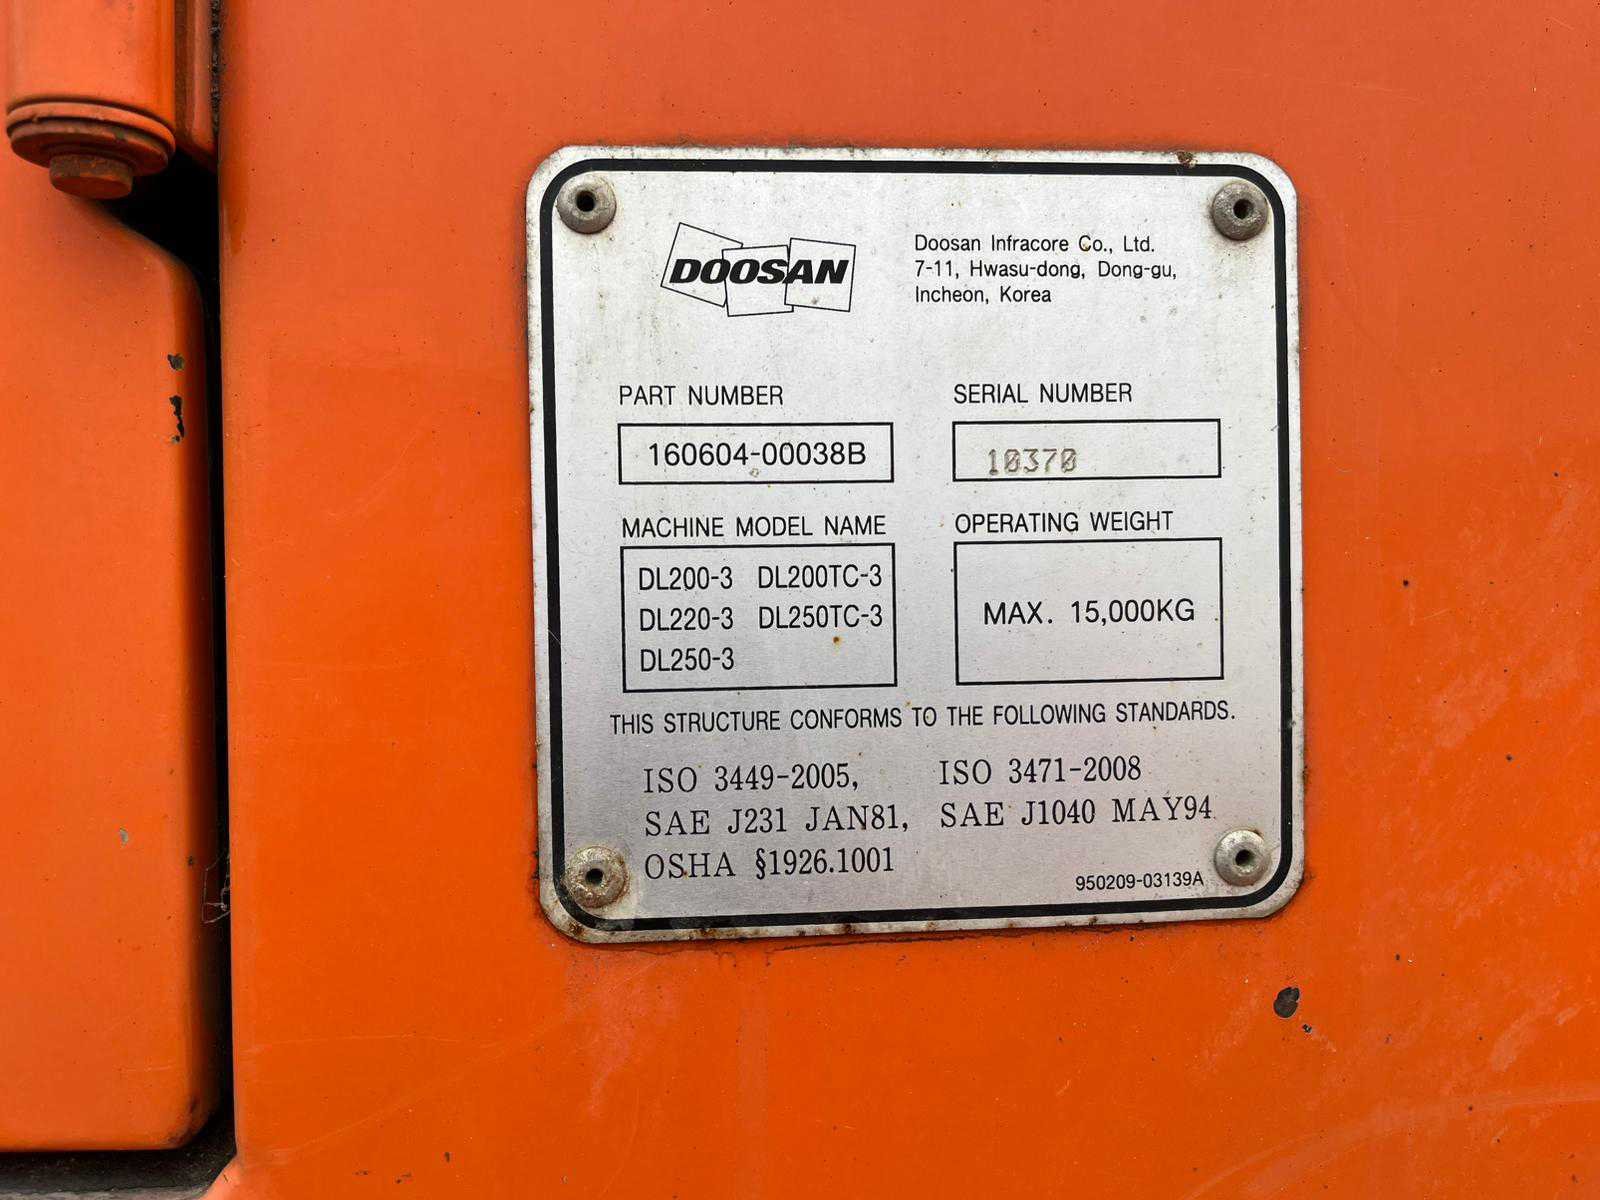 DOOSAN
Doosan Infracore Co., Ltd.
7-11, Hwasu-dong, Dong-gu,
Incheon, Korea
PART NUMBER
160604-00038B
SERIAL NUMBER
10370
MACHINE MODEL NAME
DL200-3 DL200TC-3
DL220-3 DL250TC-3
DL250-3
OPERATING WEIGHT
MAX. 15,000KG
THIS STRUCTURE CONFORMS TO THE FOLLOWING STANDARDS.
ISO 3449-2005, ISO 3471-2008
SAE J231 JAN81, SAE J1040 MAY94
OSHA §1926.1001
950209-03139A